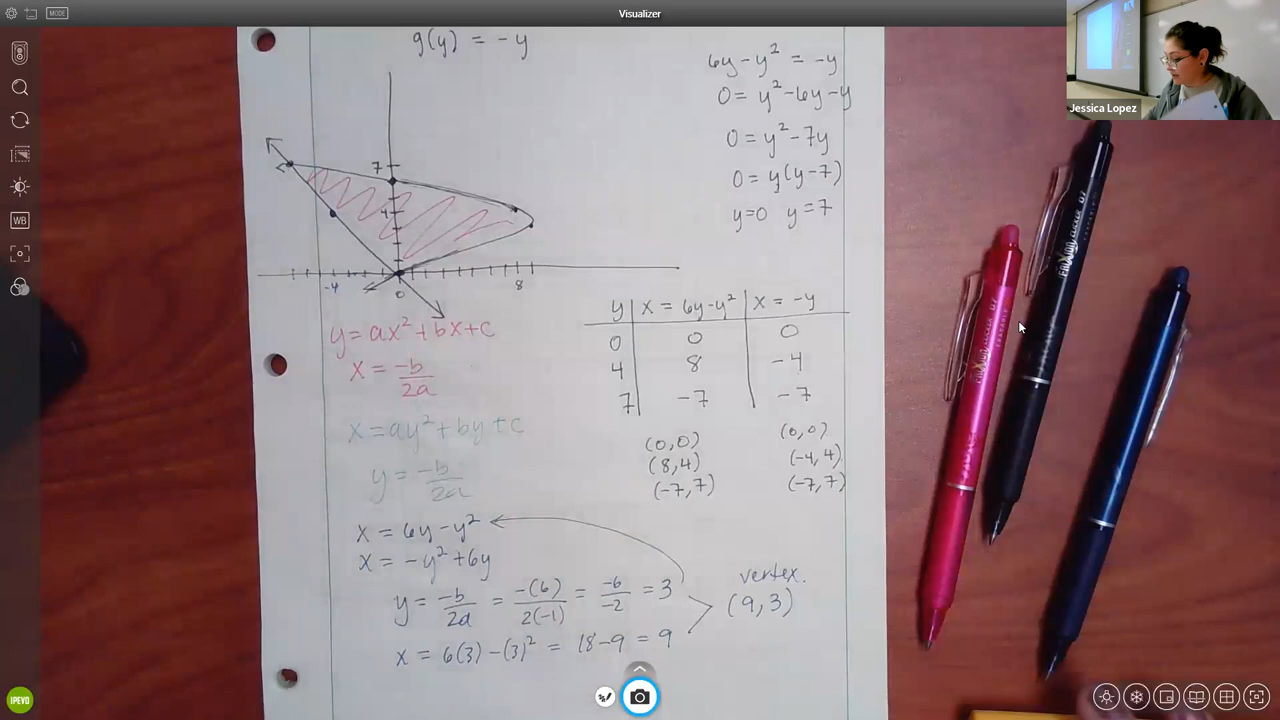 MODE
Visualizer
Jessica Lopez
WB
IPEVO
g(y) = -y
6y - y² = -y
0 = y² - 6y - y
0 = y² - 7y
0 = y(y-7)
y=0 y=7
7
4
-4
0
8
y = ax² + bx + c
x = -b/2a
x = ay² + by + c
y = -b/2a
y | x = 6y - y² | x = -y
0 | 0 | 0
4 | 8 | -4
7 | -7 | -7
(0,0) (0,0)
(8,4) (-4,4)
(-7,7) (-7,7)
x = 6y - y²
x = -y² + 6y
y = -b/2a = -(6)/2(-1) = -6/-2 = 3
x = 6(3) - (3)² = 18 - 9 = 9
vertex.
(9,3)